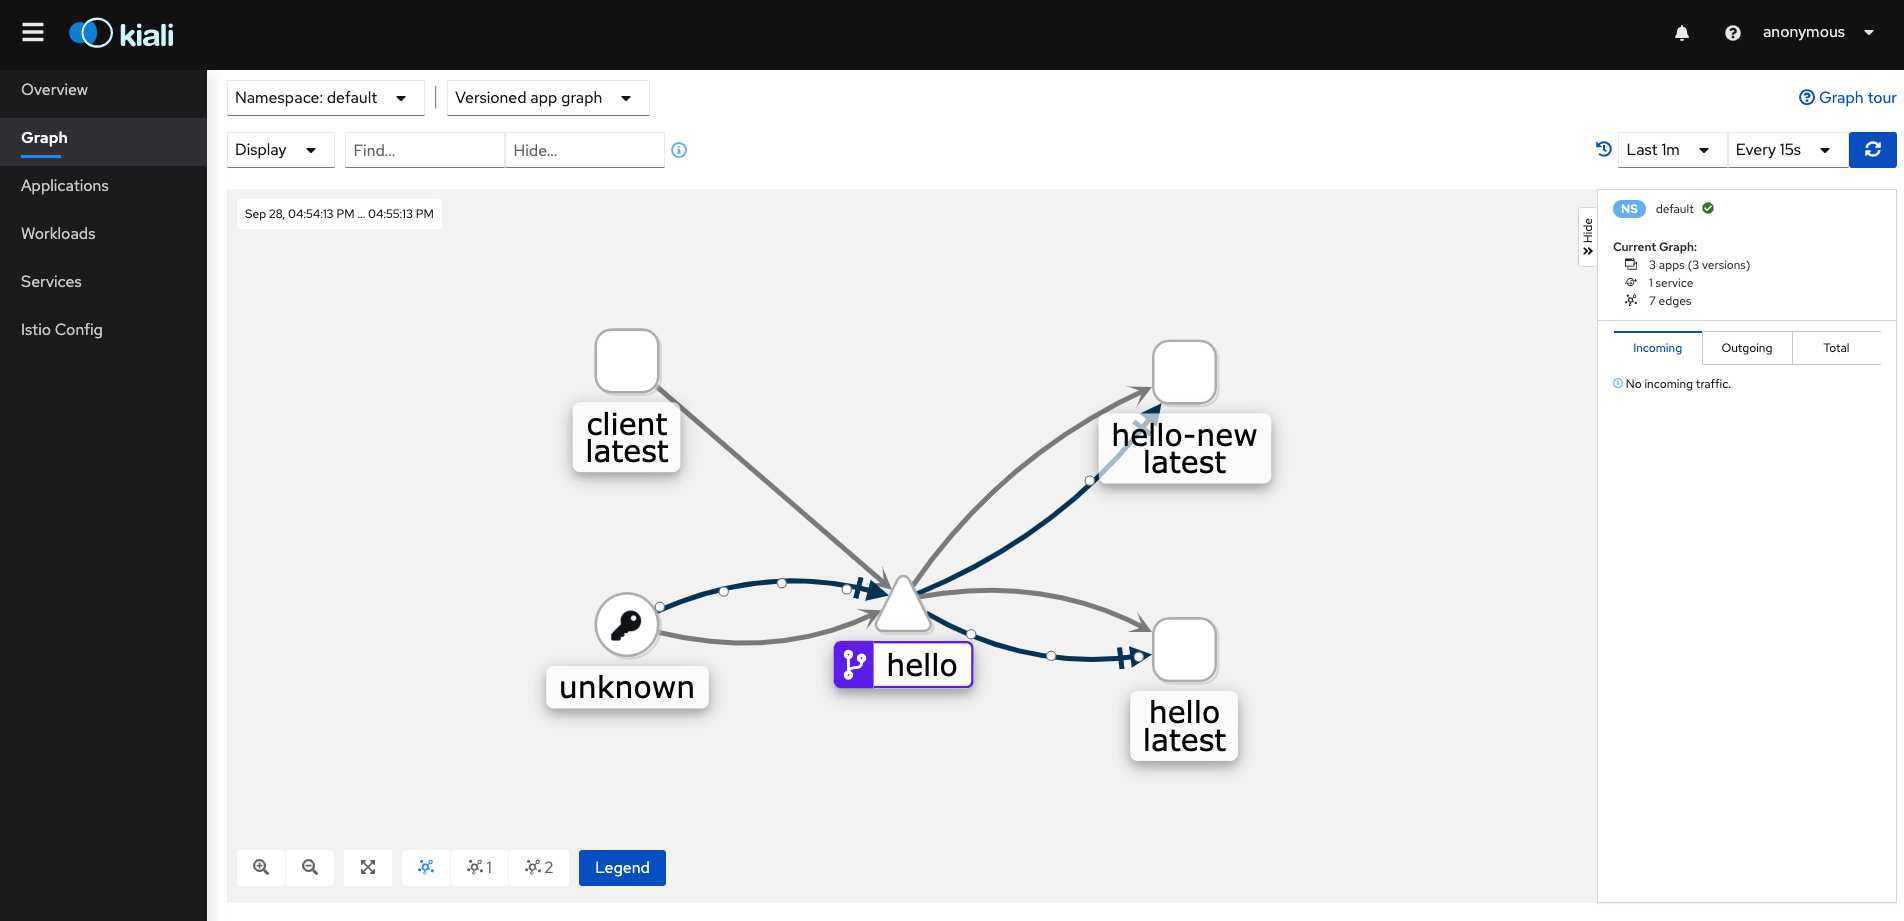 kiali
anonymous
Overview
Graph
Applications
Workloads
Services
Istio Config
Namespace: default
Versioned app graph
Graph tour
Display
Find...
Hide...
Last 1m
Every 15s
Sep 28, 04:54:13 PM ... 04:55:13 PM
Hide
NS default
Current Graph:
3 apps (3 versions)
1 service
7 edges
Incoming
Outgoing
Total
No incoming traffic.
client
latest
hello-new
latest
unknown
hello
hello
latest
1
2
Legend